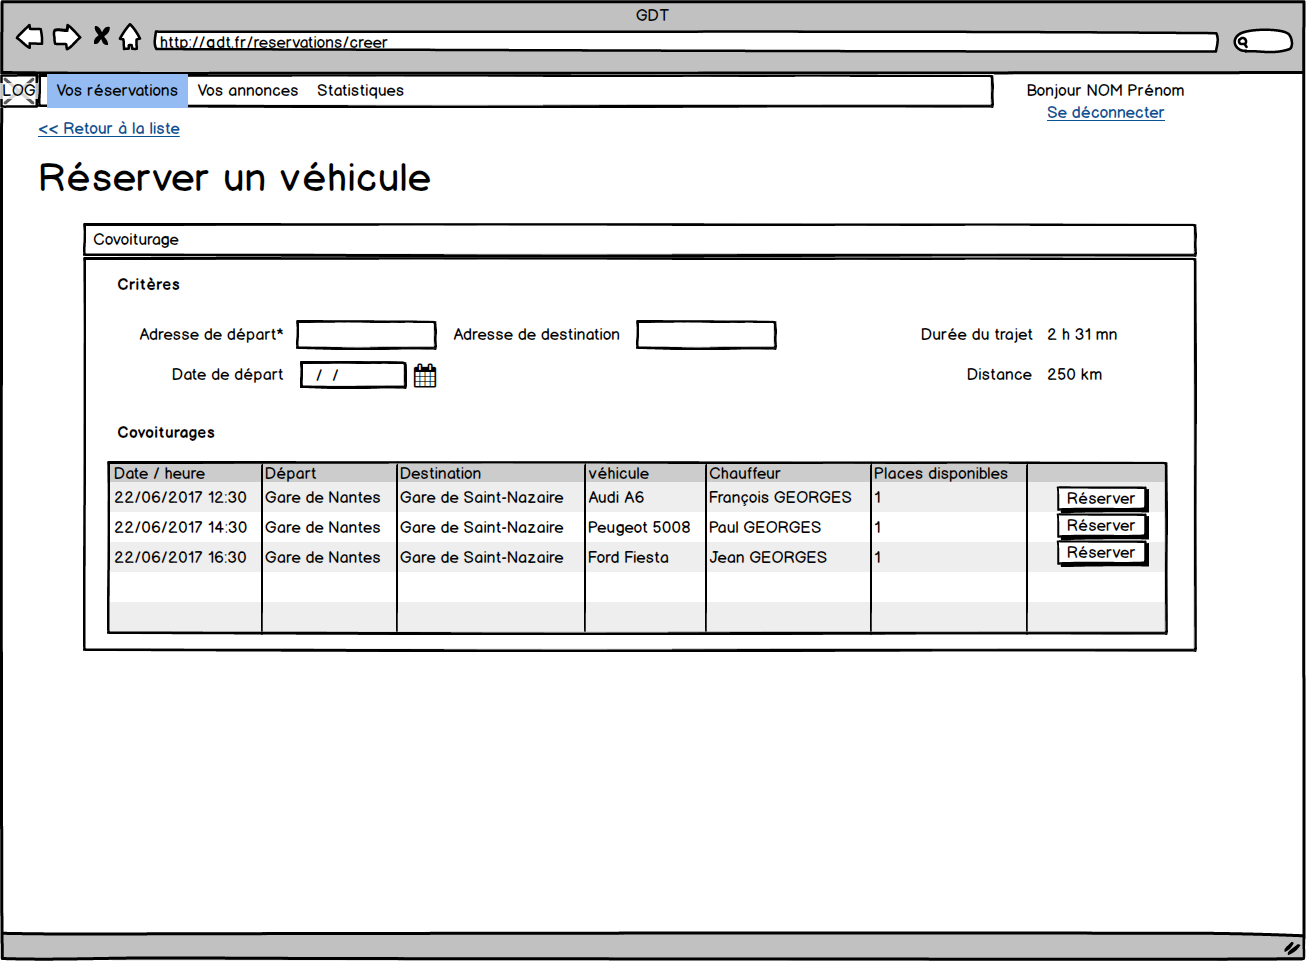 GDT
http://gdt.fr/reservations/creer
LOG Vos réservations Vos annonces Statistiques Bonjour NOM Prénom
Se déconnecter
<< Retour à la liste
Réserver un véhicule
Covoiturage
Critères
Adresse de départ* Adresse de destination Durée du trajet 2 h 31 mn
Date de départ / / Distance 250 km
Covoiturages
Date / heure Départ Destination véhicule Chauffeur Places disponibles
22/06/2017 12:30 Gare de Nantes Gare de Saint-Nazaire Audi A6 François GEORGES 1 Réserver
22/06/2017 14:30 Gare de Nantes Gare de Saint-Nazaire Peugeot 5008 Paul GEORGES 1 Réserver
22/06/2017 16:30 Gare de Nantes Gare de Saint-Nazaire Ford Fiesta Jean GEORGES 1 Réserver